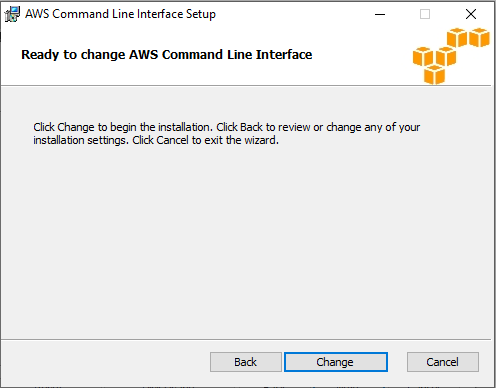 AWS Command Line Interface Setup
Ready to change AWS Command Line Interface
Click Change to begin the installation. Click Back to review or change any of your
installation settings. Click Cancel to exit the wizard.
Back
Change
Cancel